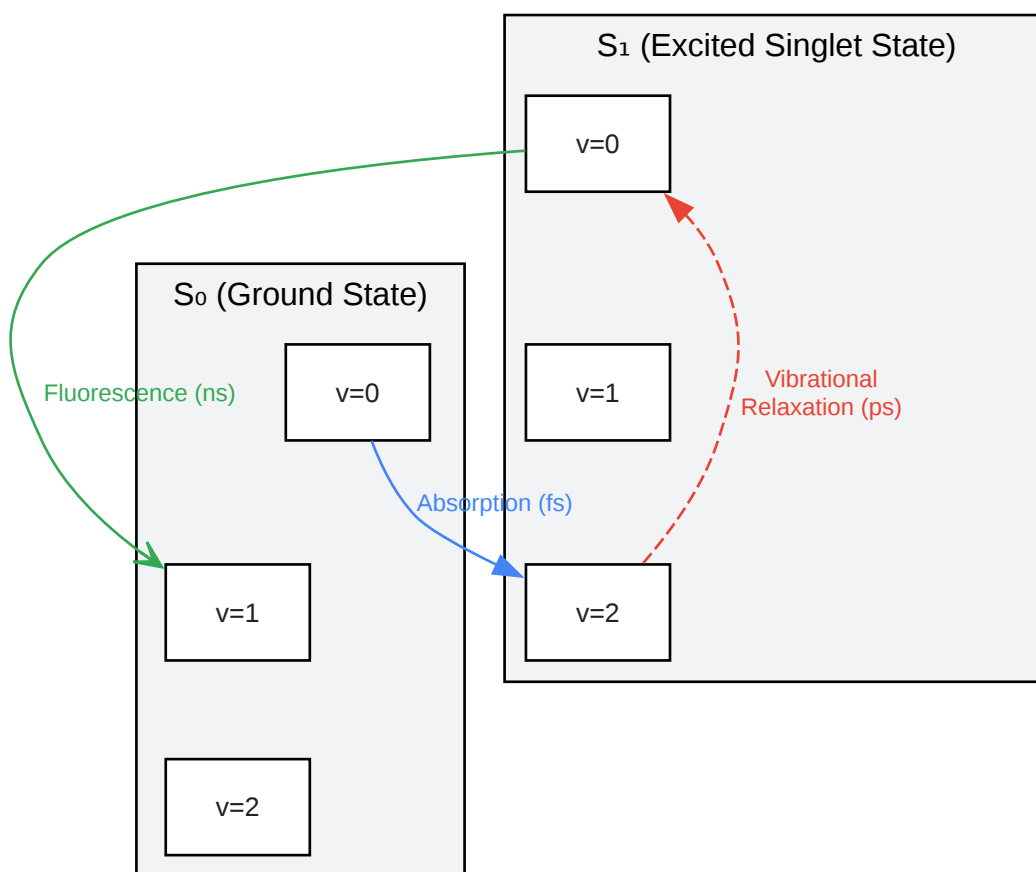 S₁ (Excited Singlet State)
v=0
S₀ (Ground State)
v=0
v=1
Fluorescence (ns)
Vibrational
Relaxation (ps)
Absorption (fs)
v=1
v=2
v=2